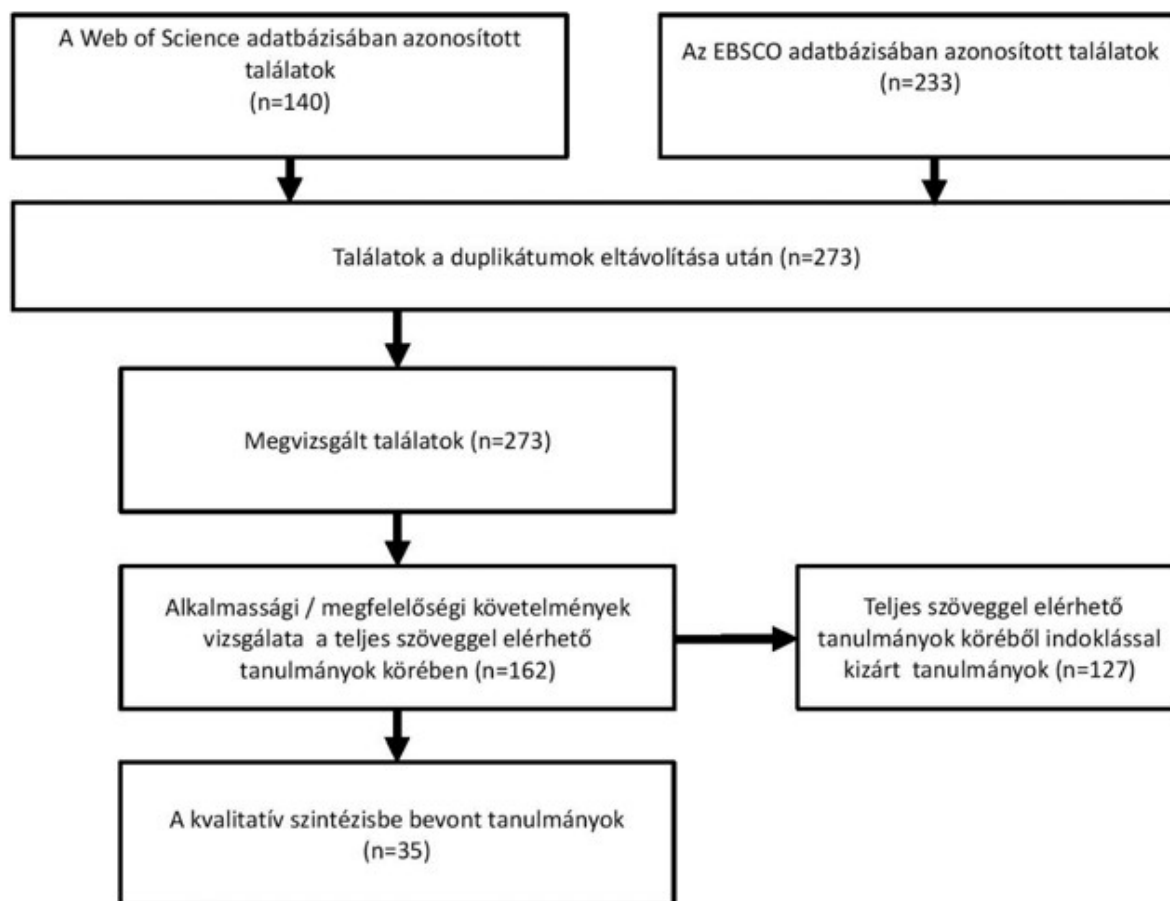 A Web of Science adatbázisában azonosított
találatok
(n=140)
Az EBSCO adatbázisában azonosított találatok
(n=233)
Találatok a duplikátumok eltávolítása után (n=273)
Megvizsgált találatok (n=273)
Alkalmassági / megfelelőségi követelmények
vizsgálata a teljes szöveggel elérhető
tanulmányok körében (n=162)
Teljes szöveggel elérhető
tanulmányok köréből indoklással
kizárt tanulmányok (n=127)
A kvalitatív szintézisbe bevont tanulmányok
(n=35)